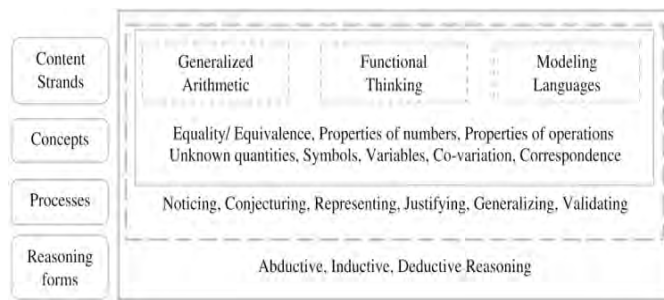 Content
Strands
Generalized
Arithmetic
Functional
Thinking
Modeling
Languages
Concepts
Equality/ Equivalence, Properties of numbers, Properties of operations
Unknown quantities, Symbols, Variables, Co-variation, Correspondence
Processes
Noticing, Conjecturing, Representing, Justifying, Generalizing, Validating
Reasoning
forms
Abductive, Inductive, Deductive Reasoning